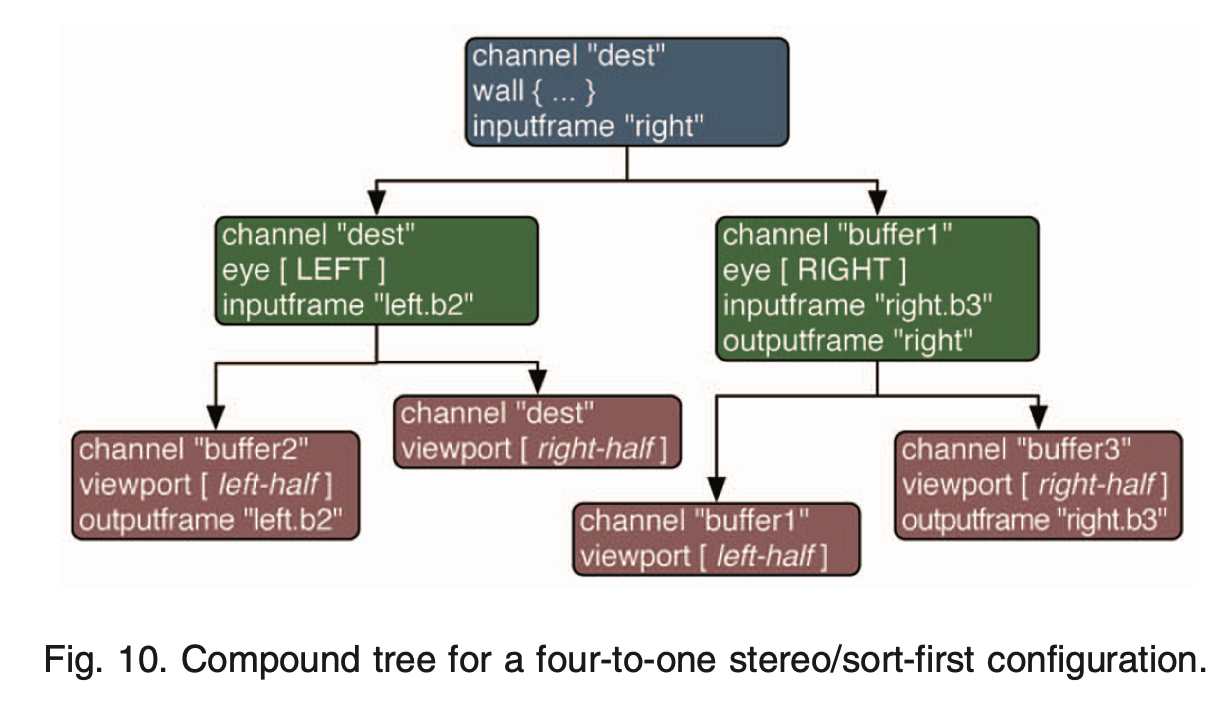 channel "dest"
wall { ... }
inputframe "right"
channel "dest"
eye [ LEFT ]
inputframe "left.b2"
channel "buffer1"
eye [ RIGHT ]
inputframe "right.b3"
outputframe "right"
channel "buffer2"
viewport [ left-half ]
outputframe "left.b2"
channel "dest"
viewport [ right-half ]
channel "buffer1"
viewport [ left-half ]
channel "buffer3"
viewport [ right-half ]
outputframe "right.b3"
Fig. 10. Compound tree for a four-to-one stereo/sort-first configuration.